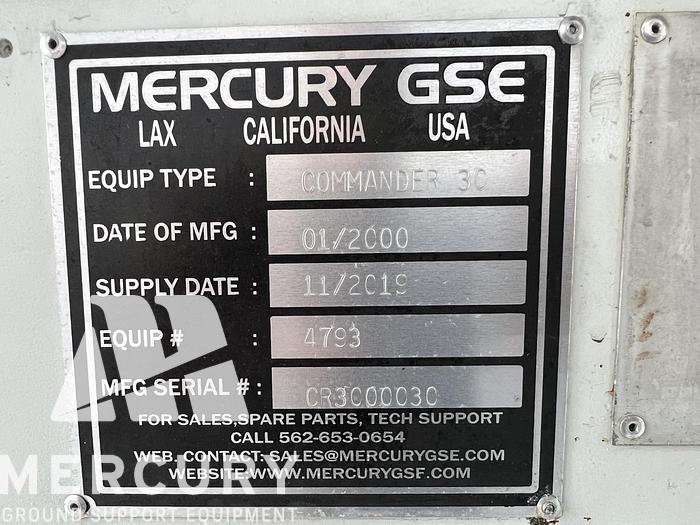 MERCURY GSE
LAX CALIFORNIA USA
EQUIP TYPE : COMMANDER 30
DATE OF MFG : 01/2000
SUPPLY DATE : 11/2019
EQUIP # : 4793
MFG SERIAL # : CR300030
FOR SALES,SPARE PARTS, TECH SUPPORT
CALL 562-653-0654
WEB. CONTACT: SALES@MERCURYGSE.COM
WEBSITE:WWW.MERCURYGSE.COM
MERCURY
GROUND SUPPORT EQUIPMENT